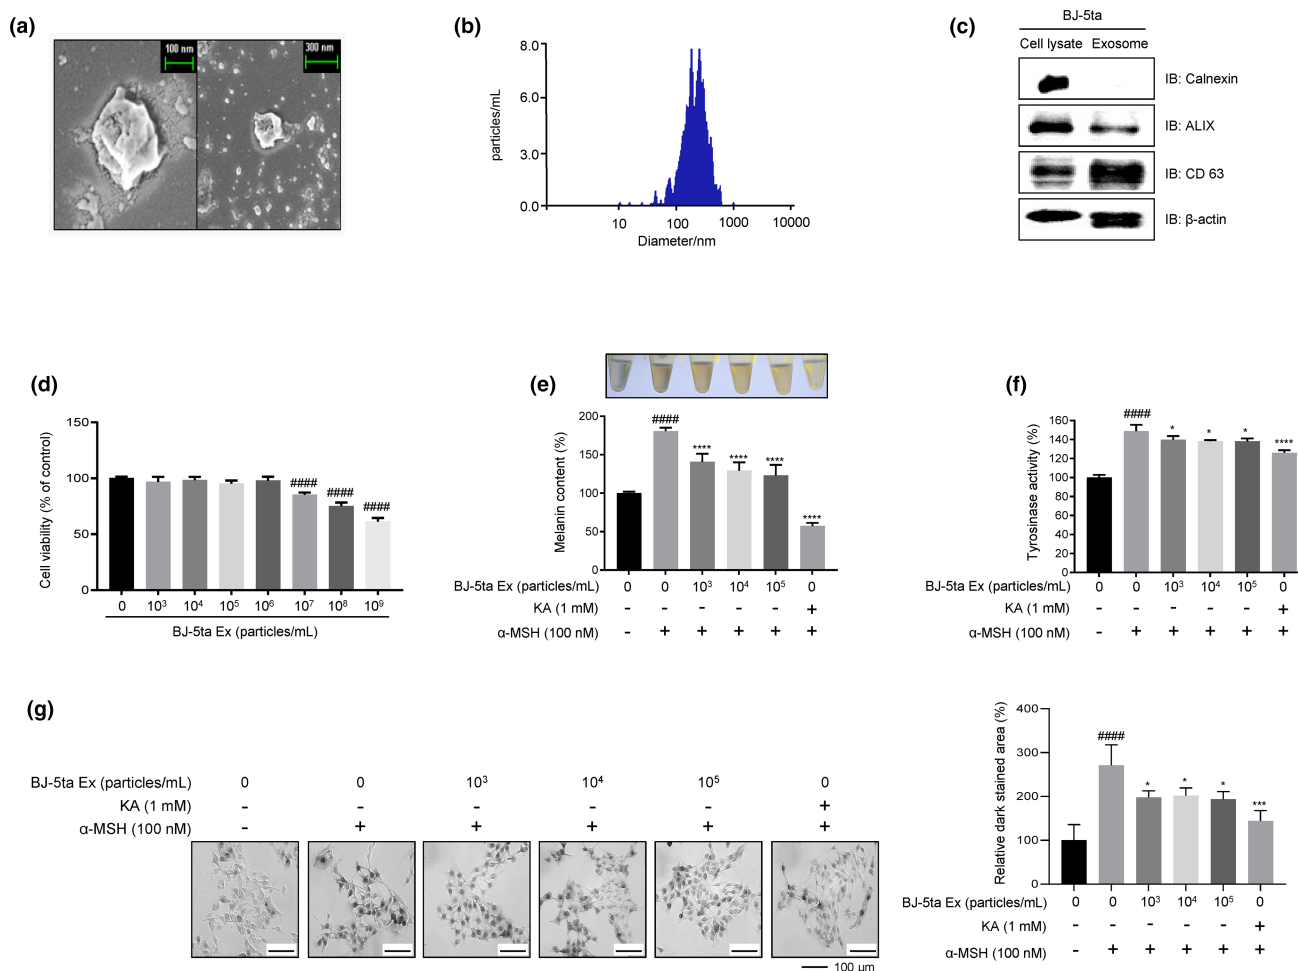 (a)
100 nm
300 nm
(b)
particles/mL
8.0
6.0
3.0
0.0
10 100 1000 10000
Diameter/nm
(c)
BJ-5ta
Cell lysate Exosome
IB: Calnexin
IB: ALIX
IB: CD 63
IB: β-actin
(d)
Cell viability (% of control)
150
100
50
0
#### #### ####
0 10³ 10⁴ 10⁵ 10⁶ 10⁷ 10⁸ 10⁹
BJ-5ta Ex (particles/mL)
(e)
Melanin content (%)
200
150
100
50
0
#### **** **** **** ****
BJ-5ta Ex (particles/mL) 0 0 10³ 10⁴ 10⁵ 0
KA (1 mM) - - - - - +
α-MSH (100 nM) - + + + + +
(f)
Tyrosinase activity (%)
160
140
120
100
80
60
40
20
0
#### * * * ****
BJ-5ta Ex (particles/mL) 0 0 10³ 10⁴ 10⁵ 0
KA (1 mM) - - - - - +
α-MSH (100 nM) - + + + + +
(g)
BJ-5ta Ex (particles/mL) 0 0 10³ 10⁴ 10⁵ 0
KA (1 mM) - - - - - +
α-MSH (100 nM) - + + + + +
100 μm
Relative dark stained area (%)
400
300
200
100
0
#### * * * ***
BJ-5ta Ex (particles/mL) 0 0 10³ 10⁴ 10⁵ 0
KA (1 mM) - - - - - +
α-MSH (100 nM) - + + + + +